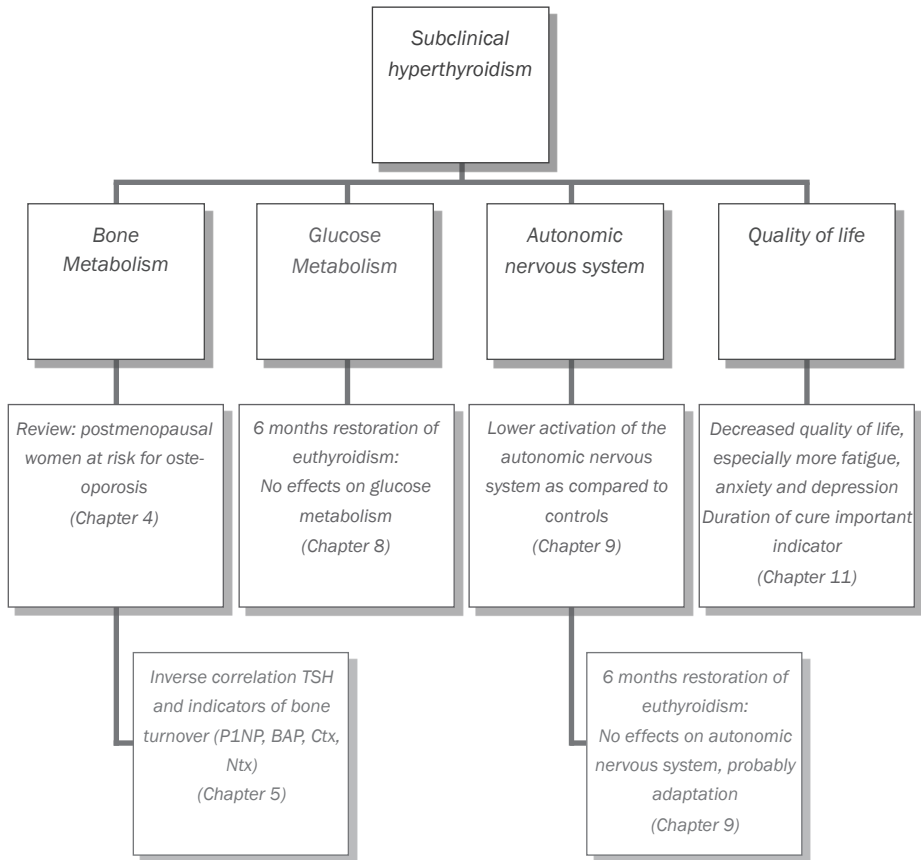 Subclinical
hyperthyroidism
Bone
Metabolism
Glucose
Metabolism
Autonomic
nervous system
Quality of life
Review: postmenopausal
women at risk for oste-
oporosis
(Chapter 4)
6 months restoration of
euthyroidism:
No effects on glucose
metabolism
(Chapter 8)
Lower activation of the
autonomic nervous
system as compared to
controls
(Chapter 9)
Decreased quality of life,
especially more fatigue,
anxiety and depression
Duration of cure important
indicator
(Chapter 11)
Inverse correlation TSH
and indicators of bone
turnover (P1NP, BAP, Ctx,
Ntx)
(Chapter 5)
6 months restoration of
euthyroidism:
No effects on autonomic
nervous system, probably
adaptation
(Chapter 9)